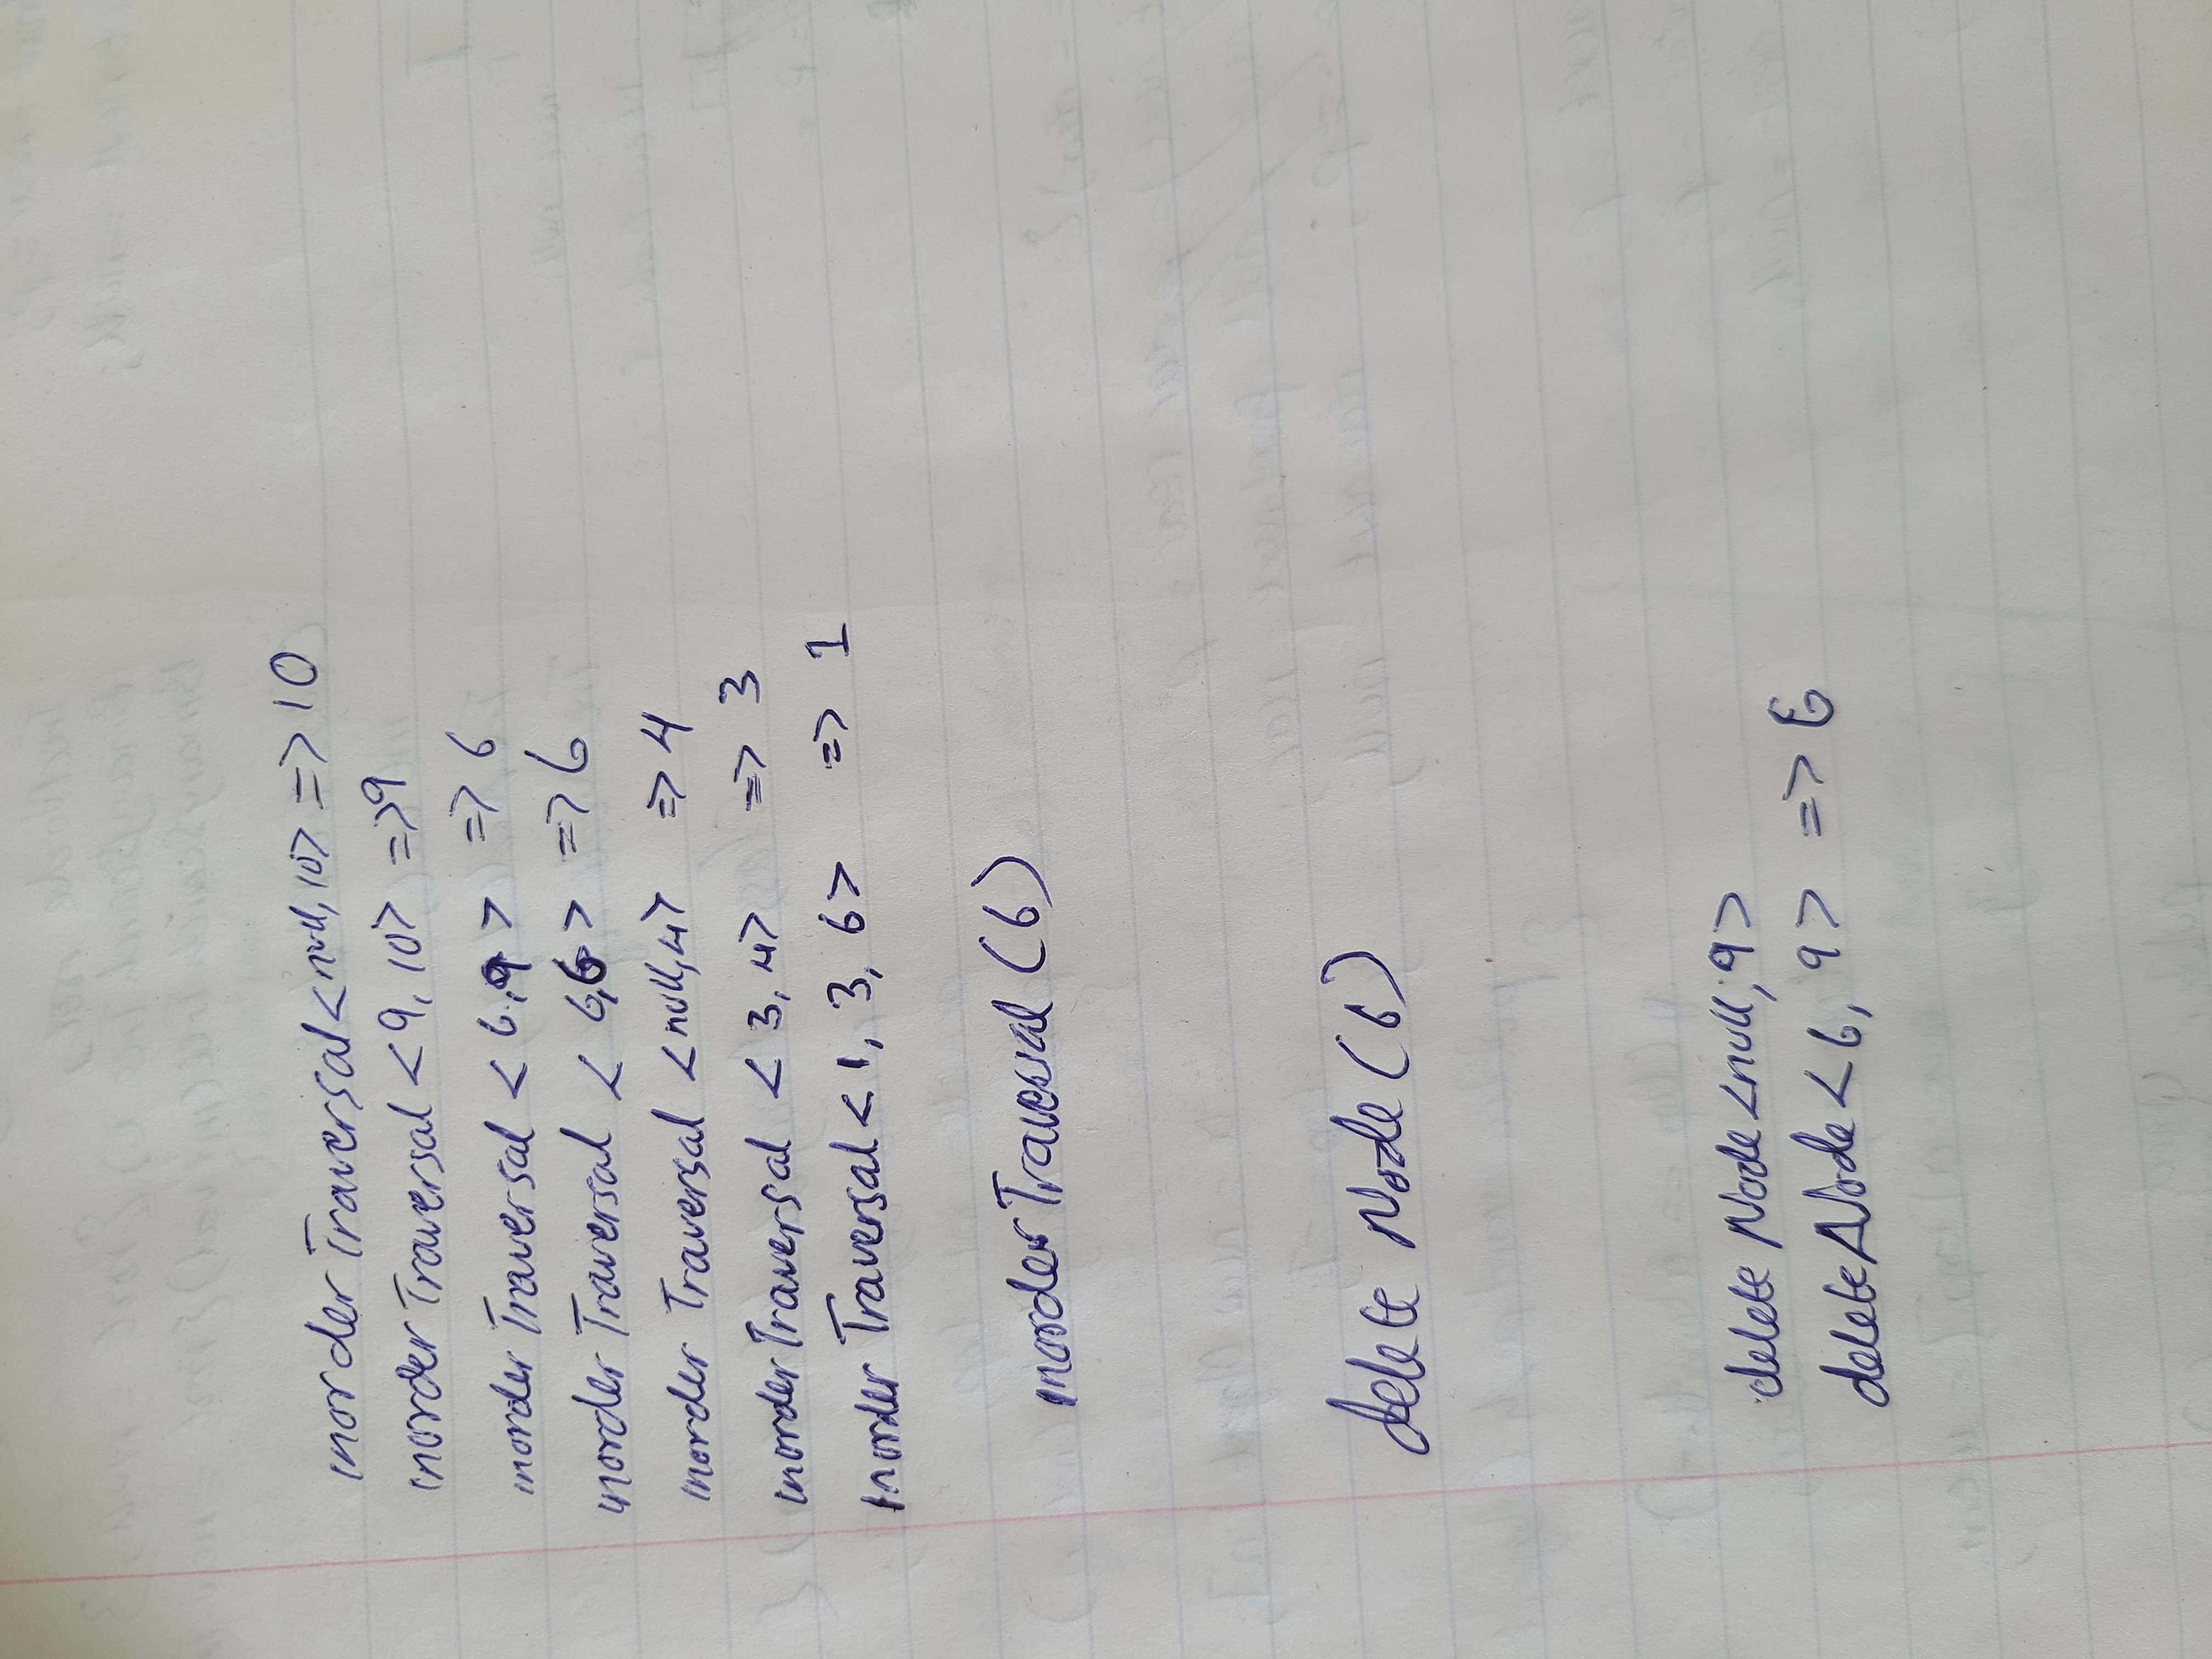 inorder Traversal <null, 10> => 10
inorder Traversal < 9, 10> => 9
inorder Traversal < 6, 9 > => 6
inorder Traversal < 6,6 > => 6
inorder Traversal <null, 4> => 4
inorder Traversal < 3, 4> => 3
Inorder Traversal < 1, 3, 6> => 1
inorder Traversal (6)
delete Node (6)
delete Node <null, 9>
delete Node < 6, 9 > => 6